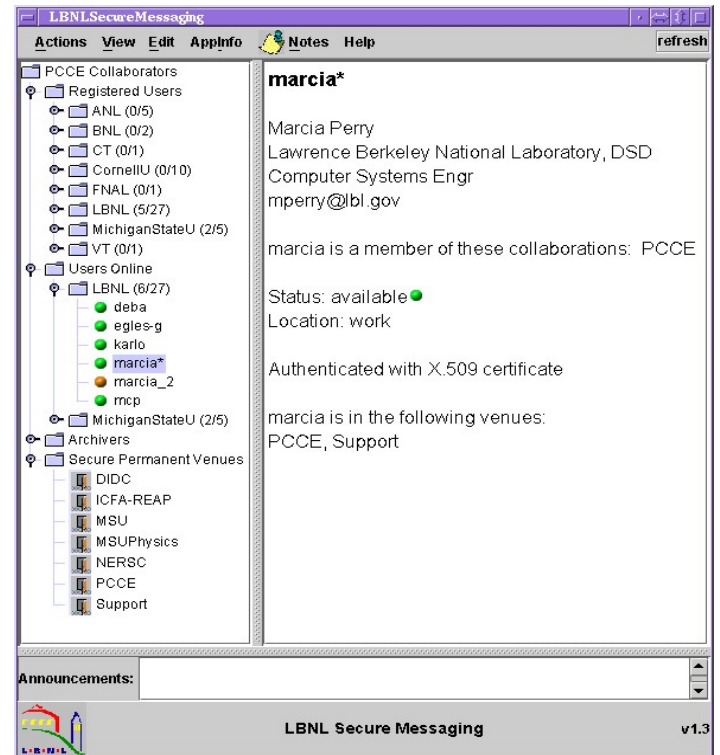 LBNLSecureMessaging
Actions View Edit AppInfo Notes Help refresh
PCCE Collaborators
Registered Users
ANL (0/5)
BNL (0/2)
CT (0/1)
CornellU (0/10)
FNAL (0/1)
LBNL (5/27)
MichiganStateU (2/5)
VT (0/1)
Users Online
LBNL (6/27)
deba
egles-g
karlo
marcia*
marcia_2
mcp
MichiganStateU (2/5)
Archivers
Secure Permanent Venues
DIDC
ICFA-REAP
MSU
MSUPhysics
NERSC
PCCE
Support
marcia*
Marcia Perry
Lawrence Berkeley National Laboratory, DSD
Computer Systems Engr
mperry@lbl.gov
marcia is a member of these collaborations: PCCE
Status: available
Location: work
Authenticated with X.509 certificate
marcia is in the following venues:
PCCE, Support
Announcements:
L·B·N·L
LBNL Secure Messaging
v1.3